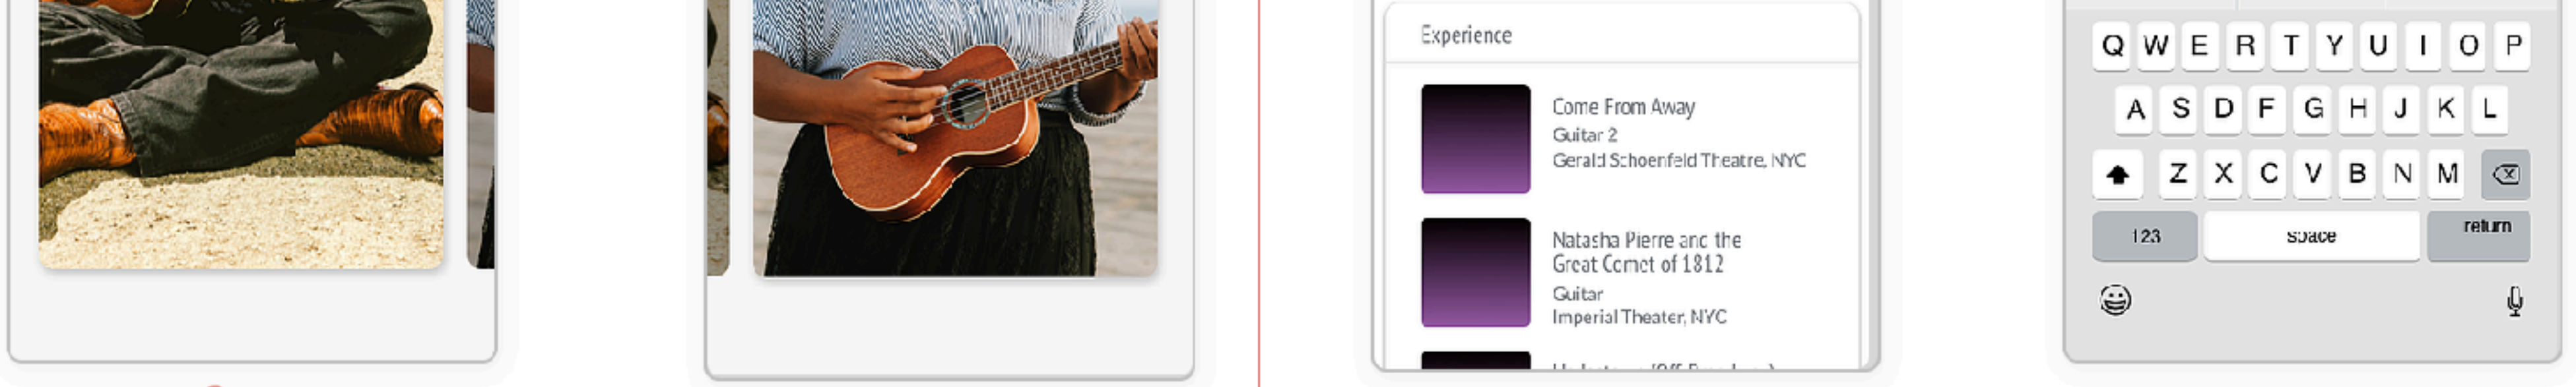 Experience
Come From Away
Guitar 2
Gerald Schoenfeld Theatre, NYC
Natasha Pierre and the
Great Comet of 1812
Guitar
Imperial Theater, NYC
Q W E R T Y U I O P
A S D F G H J K L
Z X C V B N M
123 space return